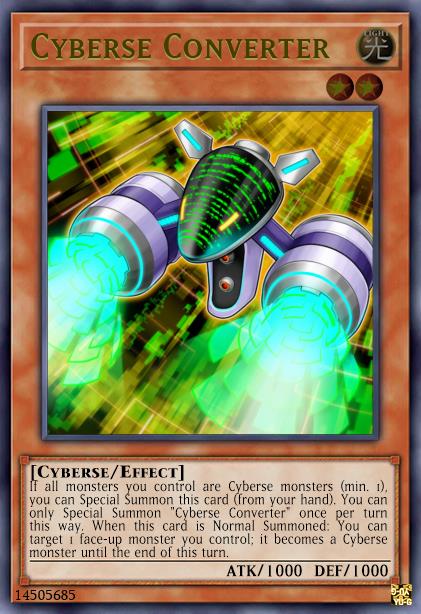 CYBERSE CONVERTER
LIGHT
光
[CYBERSE/EFFECT]
If all monsters you control are Cyberse monsters (min. 1),
you can Special Summon this card (from your hand). You can
only Special Summon "Cyberse Converter" once per turn
this way. When this card is Normal Summoned: You can
target 1 face-up monster you control; it becomes a Cyberse
monster until the end of this turn.
ATK/1000 DEF/1000
14505685